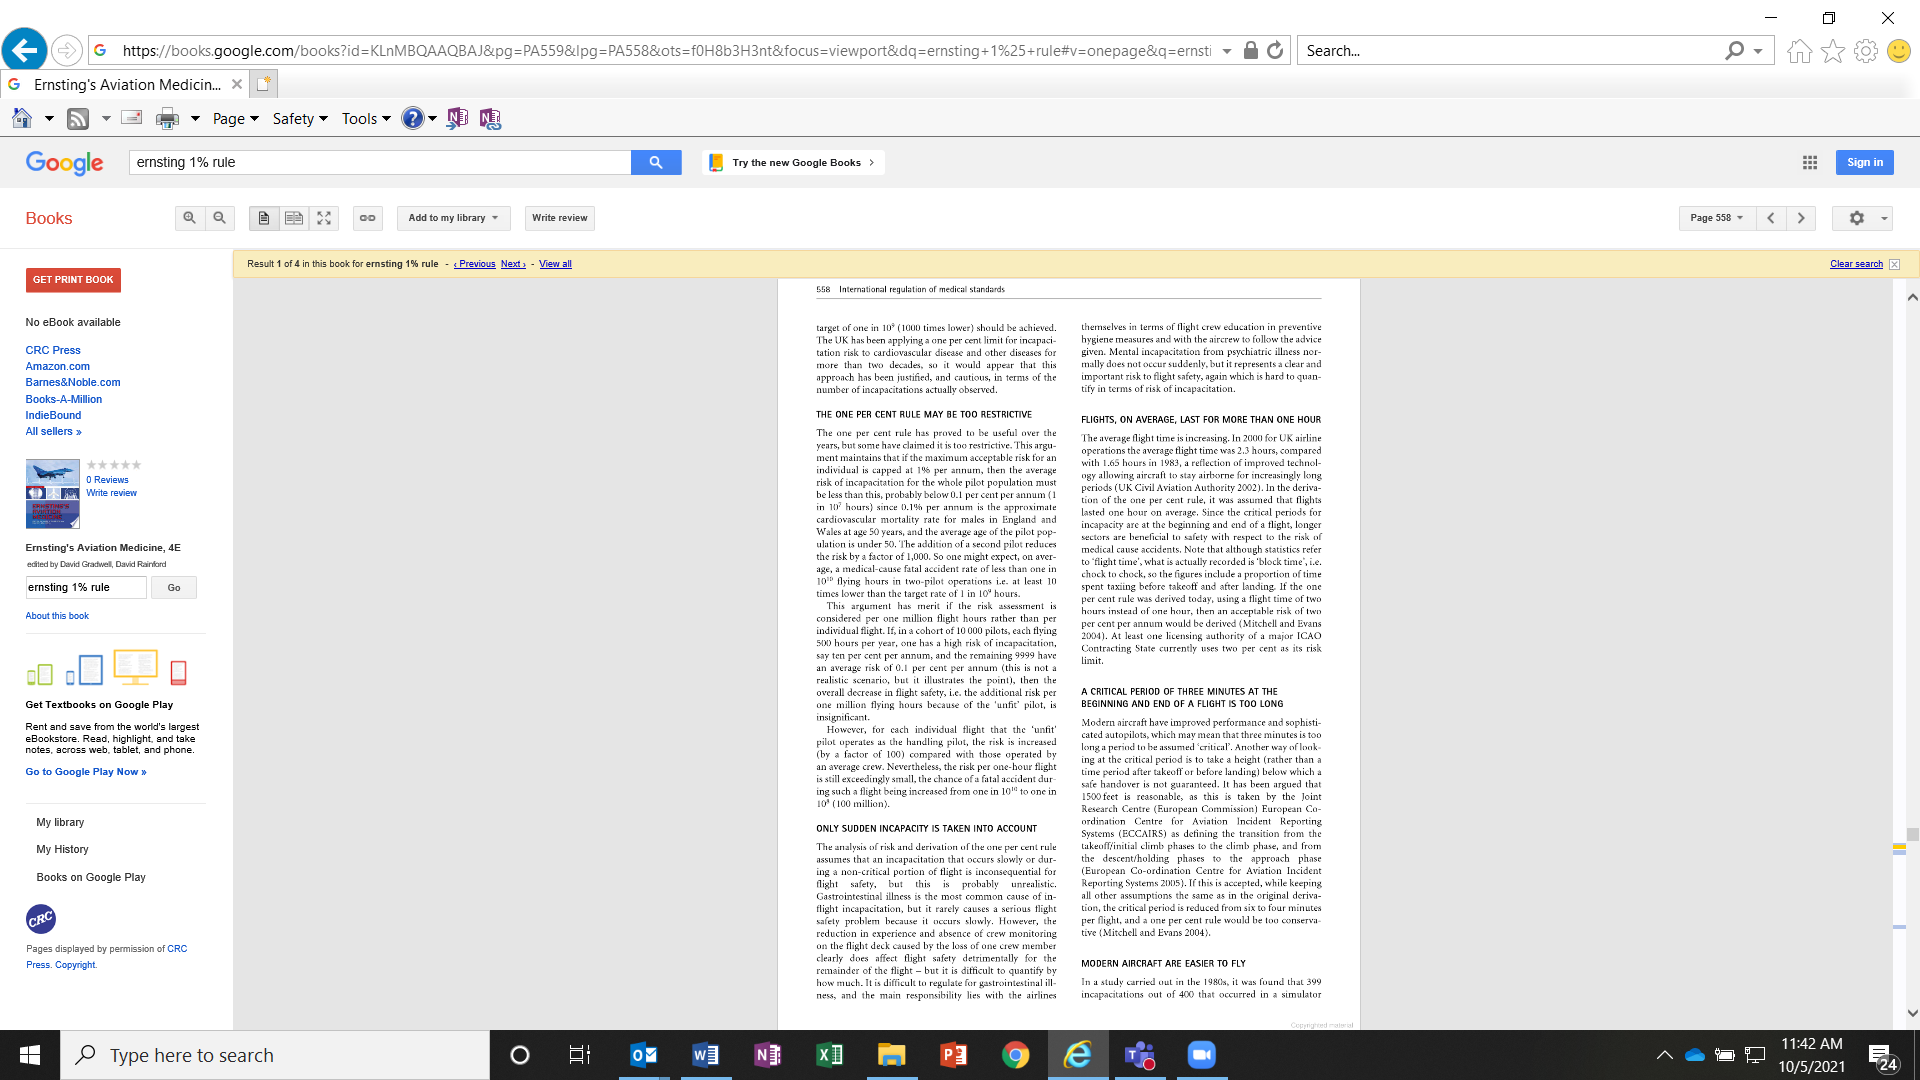 https://books.google.com/books?id=KLnMBQAAQBAJ&pg=PA559&lpg=PA558&ots=f0H8b3H3nt&focus=viewport&dq=ernsting+1%25+rule#v=onepage&q=ernsti
Search...
Ernsting's Aviation Medicin...
Page
Safety
Tools
Google
ernsting 1% rule
Try the new Google Books
Sign in
Books
Add to my library
Write review
Page 558
Result 1 of 4 in this book for ernsting 1% rule - ‹ Previous Next › - View all
Clear search
GET PRINT BOOK
No eBook available
CRC Press
Amazon.com
Barnes&Noble.com
Books-A-Million
IndieBound
All sellers »
0 Reviews
Write review
Ernsting's Aviation Medicine, 4E
edited by David Gradwell, David Rainford
ernsting 1% rule
Go
About this book
Get Textbooks on Google Play
Rent and save from the world's largest
eBookstore. Read, highlight, and take
notes, across web, tablet, and phone.
Go to Google Play Now »
My library
My History
Books on Google Play
CRC
Pages displayed by permission of CRC
Press. Copyright.
558 International regulation of medical standards
target of one in 10⁹ (1000 times lower) should be achieved.
The UK has been applying a one per cent limit for incapaci-
tation risk to cardiovascular disease and other diseases for
more than two decades, so it would appear that this
approach has been justified, and cautious, in terms of the
number of incapacitations actually observed.
THE ONE PER CENT RULE MAY BE TOO RESTRICTIVE
The one per cent rule has proved to be useful over the
years, but some have claimed it is too restrictive. This argu-
ment maintains that if the maximum acceptable risk for an
individual is capped at 1% per annum, then the average
risk of incapacitation for the whole pilot population must
be less than this, probably below 0.1 per cent per annum (1
in 10⁷ hours) since 0.1% per annum is the approximate
cardiovascular mortality rate for males in England and
Wales at age 50 years, and the average age of the pilot pop-
ulation is under 50. The addition of a second pilot reduces
the risk by a factor of 1,000. So one might expect, on aver-
age, a medical-cause fatal accident rate of less than one in
10¹⁰ flying hours in two-pilot operations i.e. at least 10
times lower than the target rate of 1 in 10⁹ hours.
This argument has merit if the risk assessment is
considered per one million flight hours rather than per
individual flight. If, in a cohort of 10 000 pilots, each flying
500 hours per year, one has a high risk of incapacitation,
say ten per cent per annum, and the remaining 9999 have
an average risk of 0.1 per cent per annum (this is not a
realistic scenario, but it illustrates the point), then the
overall decrease in flight safety, i.e. the additional risk per
one million flying hours because of the 'unfit' pilot, is
insignificant.
However, for each individual flight that the 'unfit'
pilot operates as the handling pilot, the risk is increased
(by a factor of 100) compared with those operated by
an average crew. Nevertheless, the risk per one-hour flight
is still exceedingly small, the chance of a fatal accident dur-
ing such a flight being increased from one in 10¹⁰ to one in
10⁸ (100 million).
ONLY SUDDEN INCAPACITY IS TAKEN INTO ACCOUNT
The analysis of risk and derivation of the one per cent rule
assumes that an incapacitation that occurs slowly or dur-
ing a non-critical portion of flight is inconsequential for
flight safety, but this is probably unrealistic.
Gastrointestinal illness is the most common cause of in-
flight incapacitation, but it rarely causes a serious flight
safety problem because it occurs slowly. However, the
reduction in experience and absence of crew monitoring
on the flight deck caused by the loss of one crew member
clearly does affect flight safety detrimentally for the
remainder of the flight – but it is difficult to quantify by
how much. It is difficult to regulate for gastrointestinal ill-
ness, and the main responsibility lies with the airlines
themselves in terms of flight crew education in preventive
hygiene measures and with the aircrew to follow the advice
given. Mental incapacitation from psychiatric illness nor-
mally does not occur suddenly, but it represents a clear and
important risk to flight safety, again which is hard to quan-
tify in terms of risk of incapacitation.
FLIGHTS, ON AVERAGE, LAST FOR MORE THAN ONE HOUR
The average flight time is increasing. In 2000 for UK airline
operations the average flight time was 2.3 hours, compared
with 1.65 hours in 1983, a reflection of improved technol-
ogy allowing aircraft to stay airborne for increasingly long
periods (UK Civil Aviation Authority 2002). In the deriva-
tion of the one per cent rule, it was assumed that flights
lasted one hour on average. Since the critical periods for
incapacity are at the beginning and end of a flight, longer
sectors are beneficial to safety with respect to the risk of
medical cause accidents. Note that although statistics refer
to 'flight time', what is actually recorded is 'block time', i.e.
chock to chock, so the figures include a proportion of time
spent taxiing before takeoff and after landing. If the one
per cent rule was derived today, using a flight time of two
hours instead of one hour, then an acceptable risk of two
per cent per annum would be derived (Mitchell and Evans
2004). At least one licensing authority of a major ICAO
Contracting State currently uses two per cent as its risk
limit.
A CRITICAL PERIOD OF THREE MINUTES AT THE
BEGINNING AND END OF A FLIGHT IS TOO LONG
Modern aircraft have improved performance and sophisti-
cated autopilots, which may mean that three minutes is too
long a period to be assumed 'critical'. Another way of look-
ing at the critical period is to take a height (rather than a
time period after takeoff or before landing) below which a
safe handover is not guaranteed. It has been argued that
1500 feet is reasonable, as this is taken by the Joint
Research Centre (European Commission) European Co-
ordination Centre for Aviation Incident Reporting
Systems (ECCAIRS) as defining the transition from the
takeoff/initial climb phases to the climb phase, and from
the descent/holding phases to the approach phase
(European Co-ordination Centre for Aviation Incident
Reporting Systems 2005). If this is accepted, while keeping
all other assumptions the same as in the original deriva-
tion, the critical period is reduced from six to four minutes
per flight, and a one per cent rule would be too conserva-
tive (Mitchell and Evans 2004).
MODERN AIRCRAFT ARE EASIER TO FLY
In a study carried out in the 1980s, it was found that 399
incapacitations out of 400 that occurred in a simulator
Copyrighted material
Type here to search
11:42 AM
10/5/2021
24